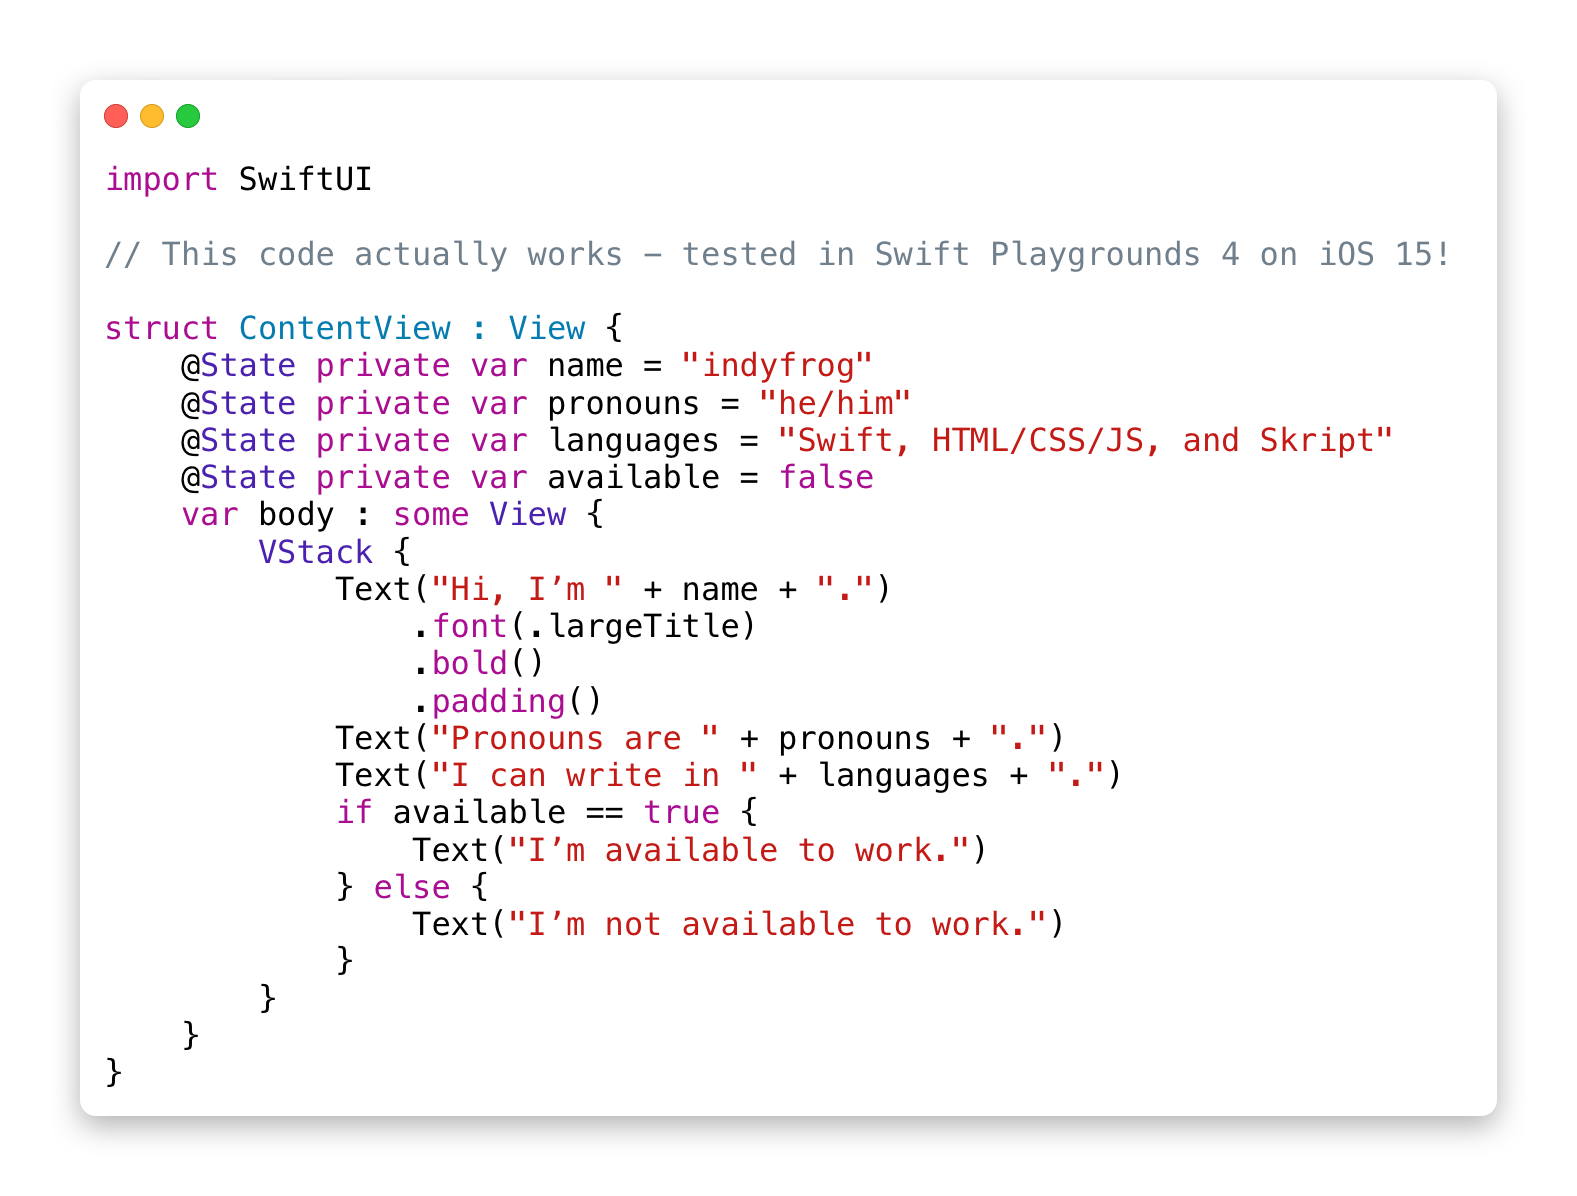 import SwiftUI

// This code actually works – tested in Swift Playgrounds 4 on iOS 15!

struct ContentView : View {
    @State private var name = "indyfrog"
    @State private var pronouns = "he/him"
    @State private var languages = "Swift, HTML/CSS/JS, and Skript"
    @State private var available = false
    var body : some View {
        VStack {
            Text("Hi, I’m " + name + ".")
                .font(.largeTitle)
                .bold()
                .padding()
            Text("Pronouns are " + pronouns + ".")
            Text("I can write in " + languages + ".")
            if available == true {
                Text("I’m available to work.")
            } else {
                Text("I’m not available to work.")
            }
        }
    }
}